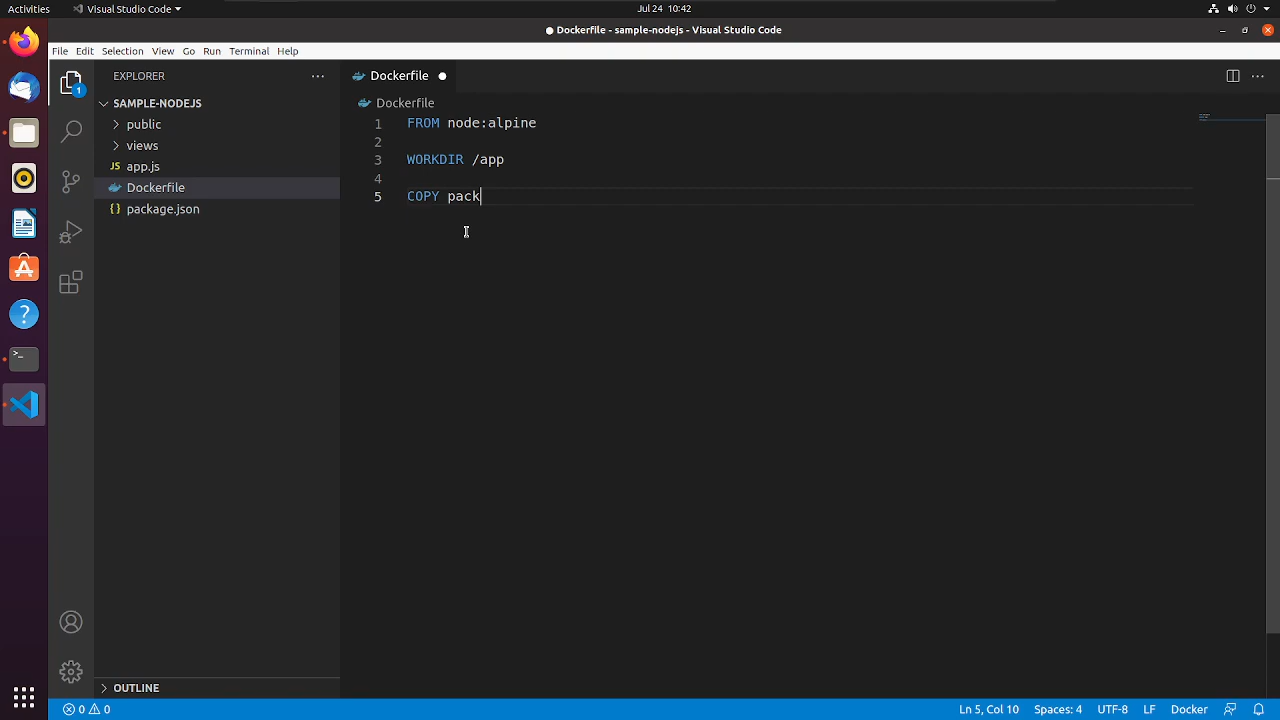 Activities
Visual Studio Code
Jul 24 10:42
Dockerfile - sample-nodejs - Visual Studio Code
File Edit Selection View Go Run Terminal Help
EXPLORER
Dockerfile
SAMPLE-NODEJS
Dockerfile
public
1 FROM node:alpine
views
2
JS app.js
3 WORKDIR /app
Dockerfile
4
{} package.json
5 COPY pack
1
OUTLINE
0 0
Ln 5, Col 10 Spaces: 4 UTF-8 LF Docker